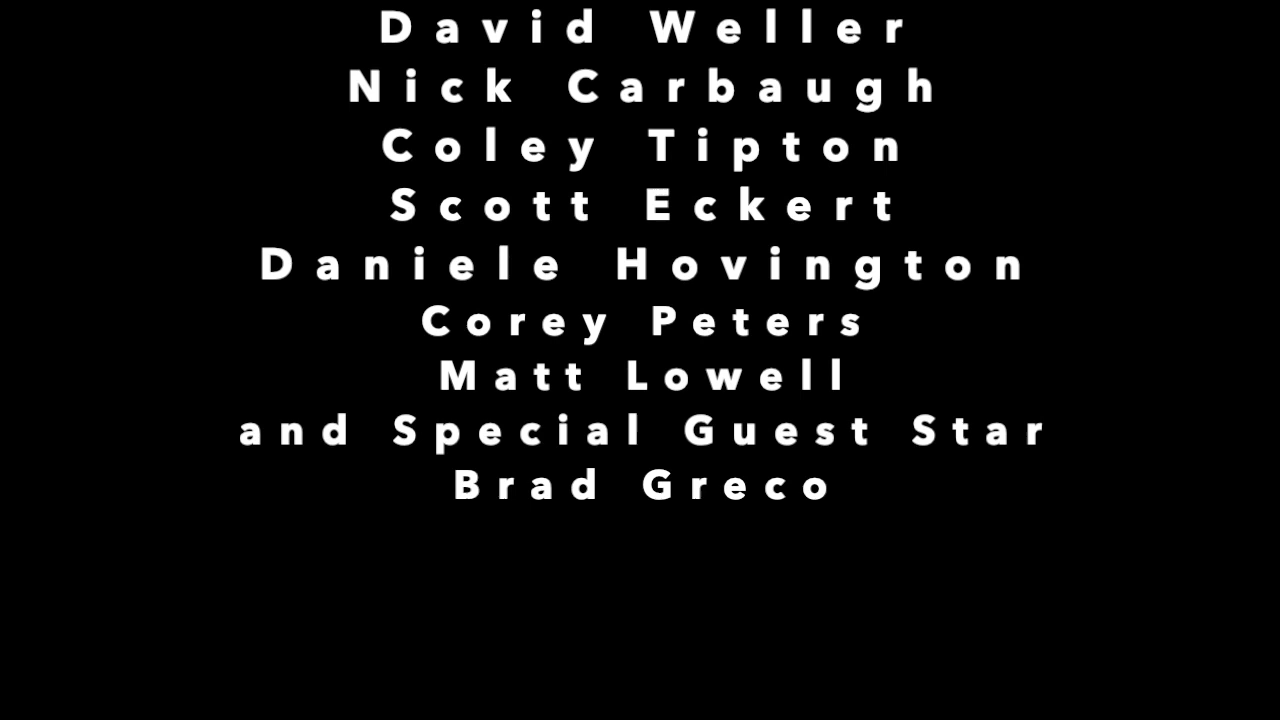 David Weller
Nick Carbaugh
Coley Tipton
Scott Eckert
Daniele Hovington
Corey Peters
Matt Lowell
and Special Guest Star
Brad Greco